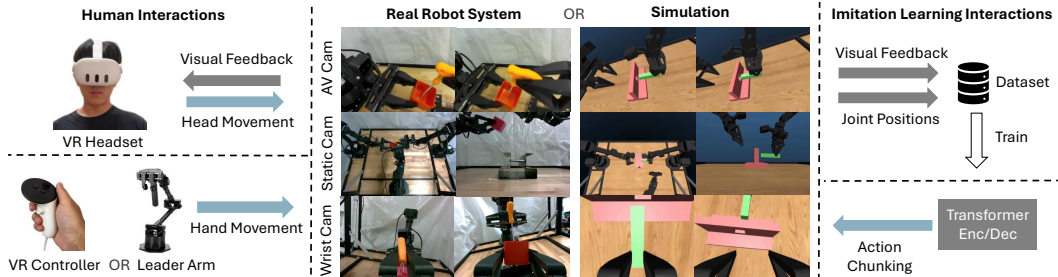 Human Interactions
Visual Feedback
Head Movement
VR Headset
Hand Movement
VR Controller OR Leader Arm
Real Robot System OR Simulation
AV Cam
Static Cam
Wrist Cam
Imitation Learning Interactions
Visual Feedback
Joint Positions
Dataset
Train
Transformer
Enc/Dec
Action
Chunking